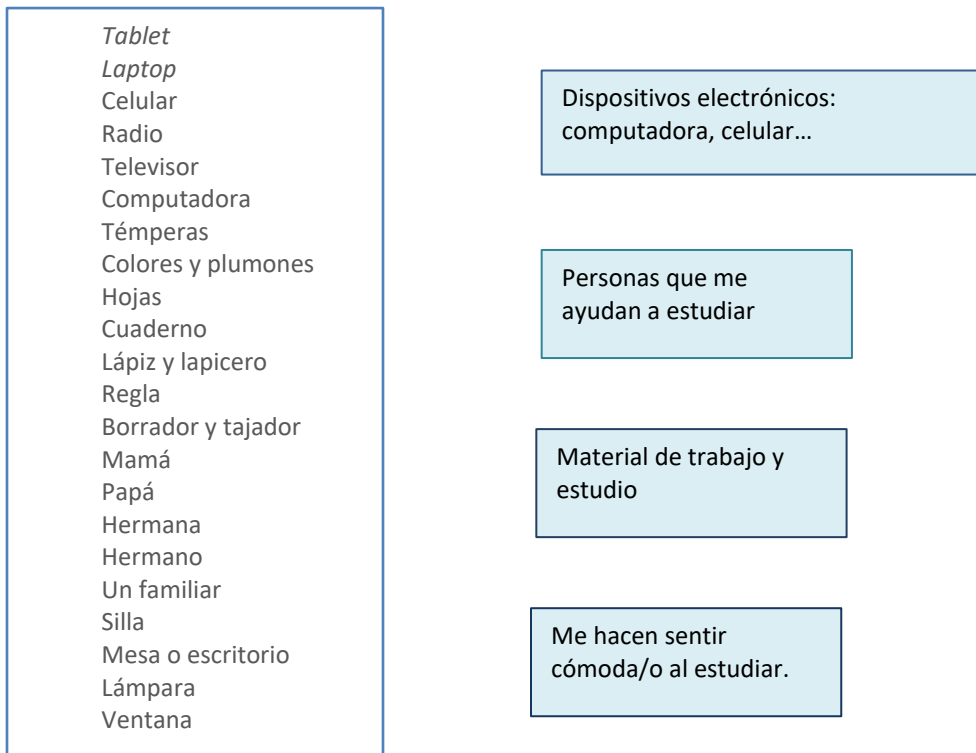 Tablet
Laptop
Celular
Radio
Televisor
Computadora
Témperas
Colores y plumones
Hojas
Cuaderno
Lápiz y lapicero
Regla
Borrador y tajador
Mamá
Papá
Hermana
Hermano
Un familiar
Silla
Mesa o escritorio
Lámpara
Ventana
Dispositivos electrónicos:
computadora, celular…
Personas que me
ayudan a estudiar
Material de trabajo y
estudio
Me hacen sentir
cómoda/o al estudiar.